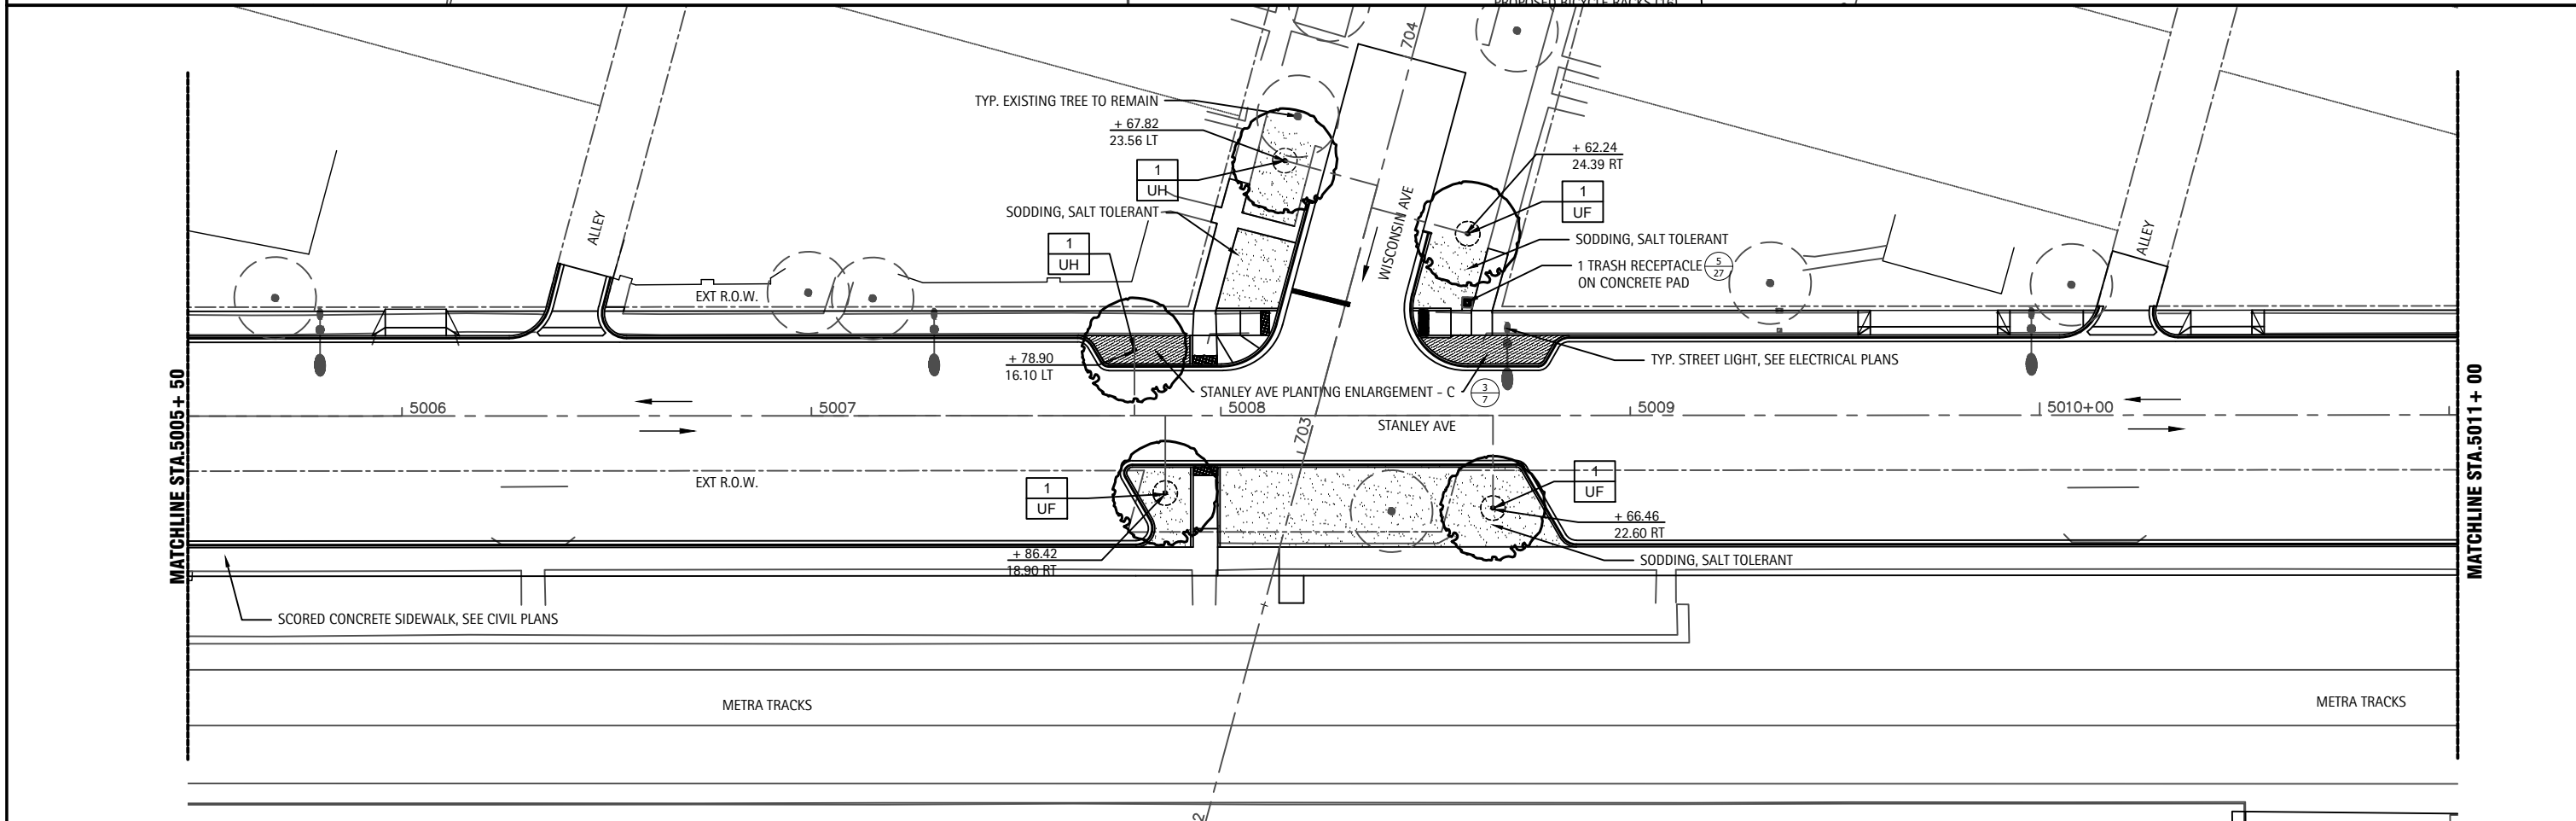 PROPOSED BICYCLE RACKS (16)
704
TYP. EXISTING TREE TO REMAIN
+ 67.82
23.56 LT
+ 62.24
24.39 RT
1
UH
1
UF
SODDING, SALT TOLERANT
WISCONSIN AVE
ALLEY
1
UH
SODDING, SALT TOLERANT
ALLEY
1 TRASH RECEPTACLE
ON CONCRETE PAD
5
27
EXT R.O.W.
+ 78.90
16.10 LT
TYP. STREET LIGHT, SEE ELECTRICAL PLANS
STANLEY AVE PLANTING ENLARGEMENT - C
3
7
MATCHLINE STA.5005+ 50
5006
5007
5008
5009
5010+00
MATCHLINE STA.5011+ 00
STANLEY AVE
703
EXT R.O.W.
1
UF
1
UF
+ 66.46
22.60 RT
+ 86.42
18.90 RT
SODDING, SALT TOLERANT
SCORED CONCRETE SIDEWALK, SEE CIVIL PLANS
METRA TRACKS
METRA TRACKS